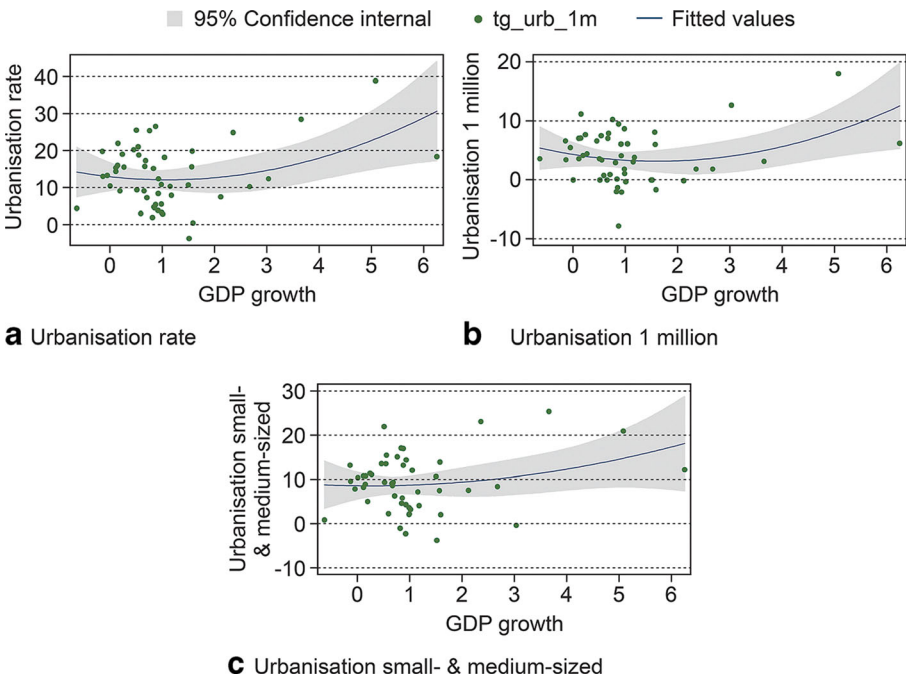 95% Confidence internal tg_urb_1m Fitted values
Urbanisation rate
40
30
20
10
0
0 1 2 3 4 5 6
GDP growth
a Urbanisation rate
Urbanisation 1 million
20
10
0
-10
0 1 2 3 4 5 6
GDP growth
b Urbanisation 1 million
Urbanisation small-
& medium-sized
30
20
10
0
-10
0 1 2 3 4 5 6
GDP growth
c Urbanisation small- & medium-sized